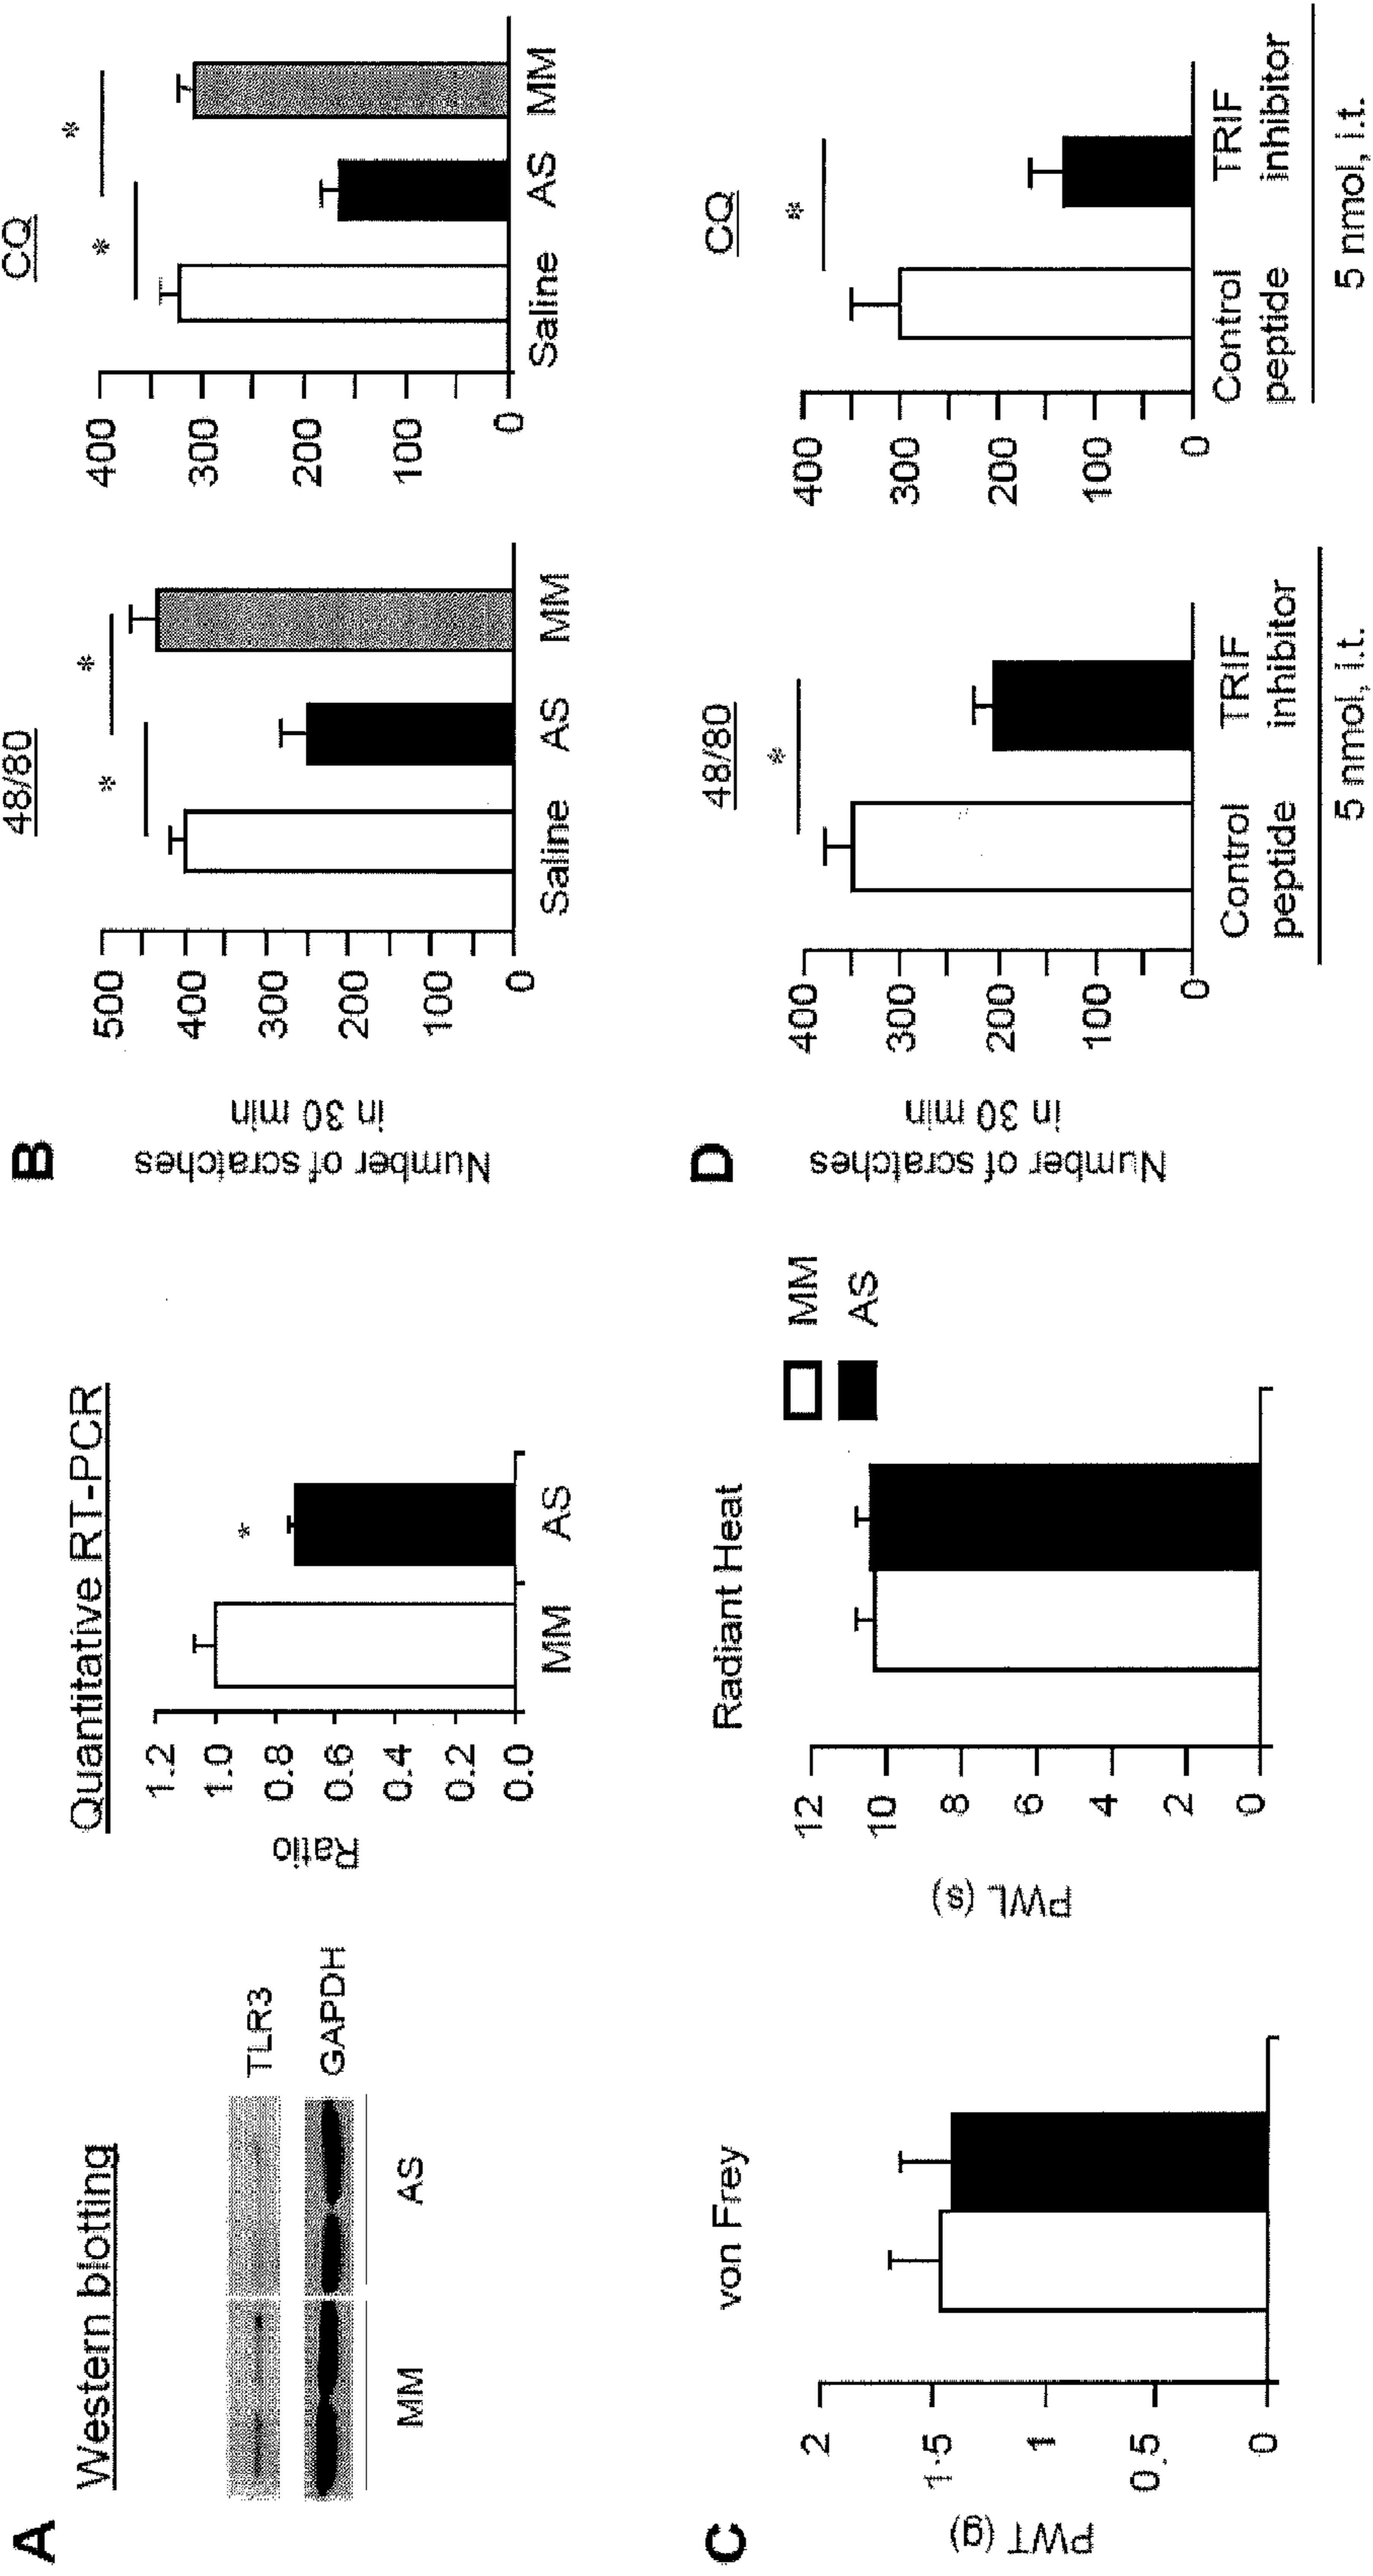 A
Western blotting
TLR3
GAPDH
MM
AS
Quantitative RT-PCR
Ratio
1.2
1.0
0.8
0.6
0.4
0.2
0.0
*
MM
AS
B
Number of scratches
in 30 min
48/80
500
400
300
200
100
0
*
*
Saline
AS
MM
CQ
400
300
200
100
0
*
*
Saline
AS
MM
C
von Frey
PWT (g)
2
1.5
1
0.5
0
Radiant Heat
PWL (s)
12
10
8
6
4
2
0
MM
AS
D
Number of scratches
in 30 min
48/80
400
300
200
100
0
*
Control
peptide
TRIF
inhibitor
5 nmol, i.t.
CQ
400
300
200
100
0
*
Control
peptide
TRIF
inhibitor
5 nmol, i.t.